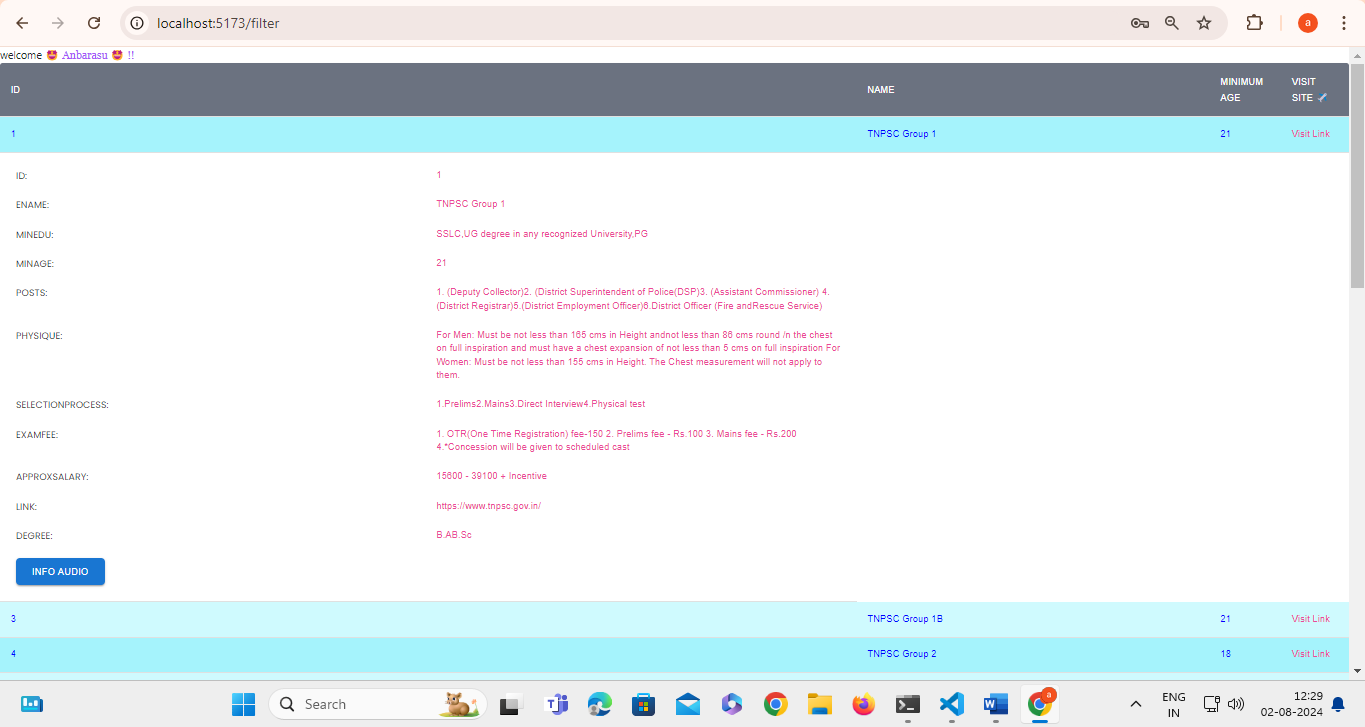 localhost:5173/filter
a
welcome 🤩 Anbarasu 🤩 !!
ID NAME MINIMUM AGE VISIT SITE 🚀
1 TNPSC Group 1 21 Visit Link
ID: 1
ENAME: TNPSC Group 1
MINEDU: SSLC,UG degree in any recognized University,PG
MINAGE: 21
POSTS: 1. (Deputy Collector)2. (District Superintendent of Police(DSP)3. (Assistant Commissioner) 4.
(District Registrar)5.(District Employment Officer)6.District Officer (Fire andRescue Service)
PHYSIQUE: For Men: Must be not less than 165 cms in Height andnot less than 86 cms round /n the chest
on full inspiration and must have a chest expansion of not less than 5 cms on full inspiration For
Women: Must be not less than 155 cms in Height. The Chest measurement will not apply to
them.
SELECTIONPROCESS: 1.Prelims2.Mains3.Direct Interview4.Physical test
EXAMFEE: 1. OTR(One Time Registration) fee-150 2. Prelims fee - Rs.100 3. Mains fee - Rs.200
4.*Concession will be given to scheduled cast
APPROXSALARY: 15600 - 39100 + Incentive
LINK: https://www.tnpsc.gov.in/
DEGREE: B.AB.Sc
INFO AUDIO
3 TNPSC Group 1B 21 Visit Link
4 TNPSC Group 2 18 Visit Link
Search
a
ENG
IN
12:29
02-08-2024